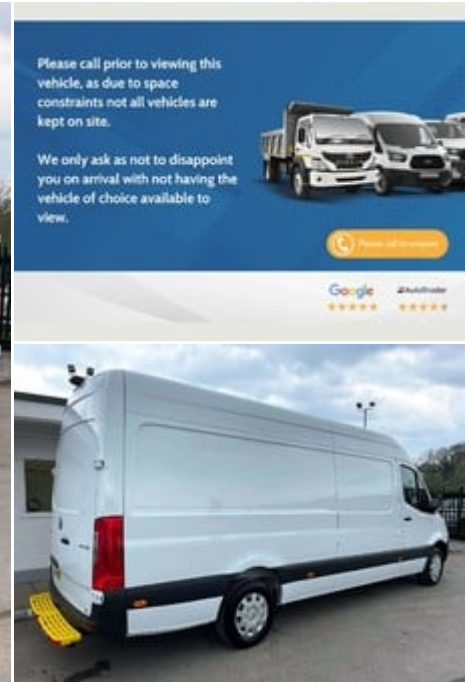 Please call prior to viewing this
vehicle, as due to space
constraints not all vehicles are
kept on site.
We only ask as not to disappoint
you on arrival with not having the
vehicle of choice available to
view.
Please call to enquire
Google
AutoTrader